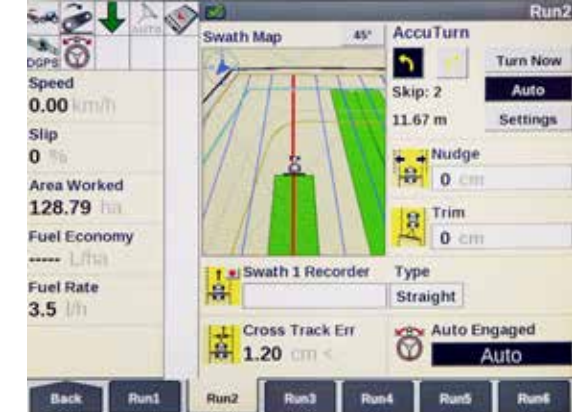 Run2
AUTO
DGPS
Speed
0.00 km/h
Slip
0 %
Area Worked
128.79 ha
Fuel Economy
----- L/ha
Fuel Rate
3.5 l/h
Swath Map 45°
AccuTurn
Turn Now
Skip: 2 Auto
11.67 m Settings
Nudge
0 cm
Trim
0 cm
Swath 1 Recorder Type
Straight
Cross Track Err
1.20 cm <
Auto Engaged
Auto
Back Run1 Run2 Run3 Run4 Run5 Run6